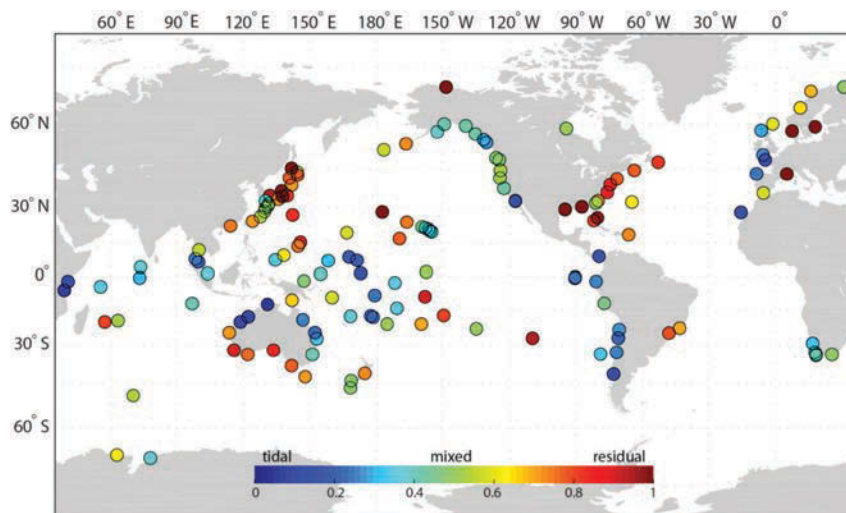 60° E 90° E 120° E 150° E 180° E 150° W 120° W 90° W 60° W 30° W 0°
60° N
30° N
0°
30° S
60° S
tidal mixed residual
0 0.2 0.4 0.6 0.8 1